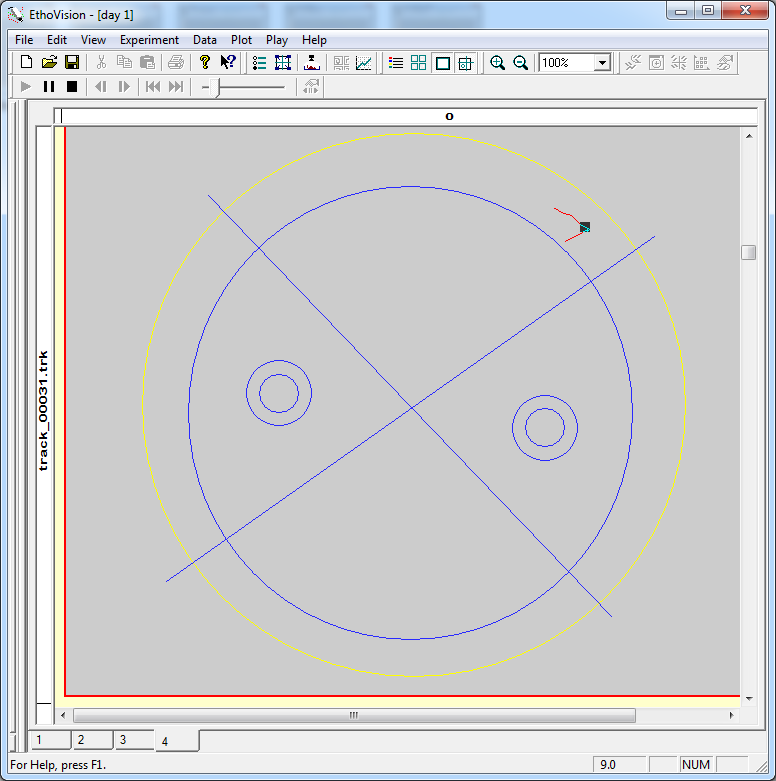 EthoVision - [day 1]
File Edit View Experiment Data Plot Play Help
100%
o
track_00031.trk
1 2 3 4
For Help, press F1.
9.0 NUM